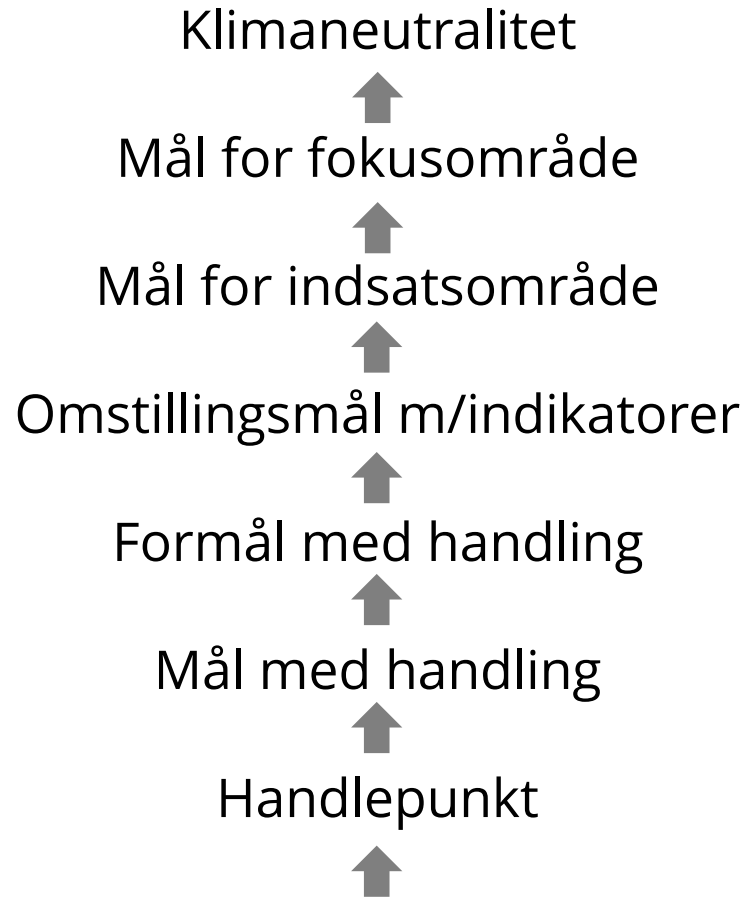 Klimaneutralitet
Mål for fokusområde
Mål for indsatsområde
Omstillingsmål m/indikatorer
Formål med handling
Mål med handling
Handlepunkt